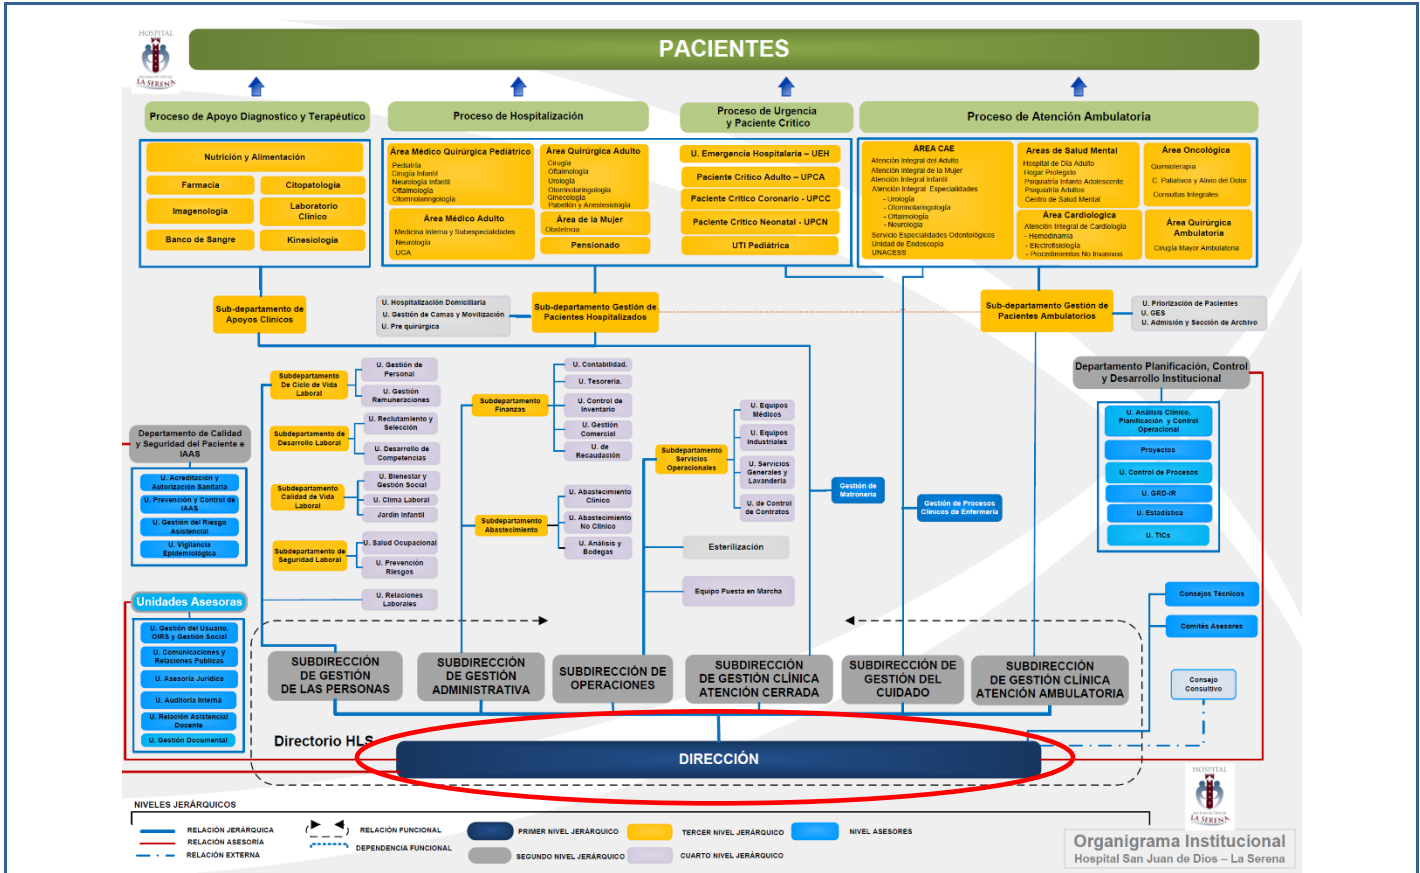 HOSPITAL
LA SERENA
PACIENTES
Proceso de Apoyo Diagnostico y Terapéutico
Nutrición y Alimentación
Farmacia
Citopatología
Imagenología
Laboratorio
Clínico
Banco de Sangre
Kinesiología
Proceso de Hospitalización
Área Médico Quirúrgica Pediátrico
Pediatría
Cirugía Infantil
Neurología Infantil
Oftalmología
Otorrinolaringología
Área Médico Adulto
Medicina Interna y Subespecialidades
Neurología
UGA
Área Quirúrgica Adulto
Cirugía
Oftalmología
Urología
Otorrinolaringología
Ginecología
Pabellón y Anestesiología
Área de la Mujer
Obstetricia
Pensionado
Proceso de Urgencia
y Paciente Crítico
U. Emergencia Hospitalaria – UEH
Paciente Critico Adulto – UPCA
Paciente Critico Coronario - UPCC
Paciente Critico Neonatal - UPCN
UTI Pediátrica
Proceso de Atención Ambulatoria
ÁREA CAE
Atención Integral del Adulto
Atención Integral de la Mujer
Atención Integral Infantil
Atención Integral Especialidades
- Urología
- Otorrinolaringología
- Oftalmología
- Neurología
Servicio Especialidades Odontológicos
Unidad de Endoscopia
UNACESS
Areas de Salud Mental
Hospital de Día Adulto
Hogar Protegido
Psiquiatría Infanto Adolescente
Psiquiatría Adultos
Centro de Salud Mental
Área Cardiologica
Atención Integral de Cardiología
- Hemodinamia
- Electrofisiología
- Procedimientos No Invasivos
Área Oncológica
Quimioterapia
C. Paliativos y Alivio del Dolor
Consultas Integrales
Área Quirúrgica
Ambulatoria
Cirugía Mayor Ambulatoria
Sub-departamento de
Apoyos Clínicos
U. Hospitalización Domiciliaria
U. Gestión de Camas y Movilización
U. Pre quirúrgica
Sub-departamento Gestión de
Pacientes Hospitalizados
Sub-departamento Gestión de
Pacientes Ambulatorios
U. Priorización de Pacientes
U. GES
U. Admisión y Sección de Archivo
Departamento de Calidad
y Seguridad del Paciente e
IAAS
U. Acreditación y
Autorización Sanitaria
U. Prevención y Control de
IAAS
U. Gestión del Riesgo
Asistencial
U. Vigilancia
Epidemiológica
Unidades Asesoras
U. Gestión del Usuario,
OIRS y Gestión Social
U. Comunicaciones y
Relaciones Publicas
U. Asesoría Jurídica
U. Auditoria Interna
U. Relación Asistencial
Docente
U. Gestión Documental
Subdepartamento
De Ciclo de Vida
Laboral
U. Gestión de
Personal
U. Gestión
Remuneraciones
Subdepartamento de
Desarrollo Laboral
U. Reclutamiento y
Selección
U. Desarrollo de
Competencias
Subdepartamento
Calidad de Vida
Laboral
U. Bienestar y
Gestión Social
U. Clima Laboral
Jardín Infantil
Subdepartamento de
Seguridad Laboral
U. Salud Ocupacional
U. Prevención
Riesgos
U. Relaciones
Laborales
Subdepartamento
Finanzas
U. Contabilidad.
U. Tesorería.
U. Control de
Inventario
U. Gestión
Comercial
U. de
Recaudación
Subdepartamento
Abastecimiento
U. Abastecimiento
Clínico
U. Abastecimiento
No Clínico
U. Análisis y
Bodegas
Subdepartamento
Servicios
Operacionales
U. Equipos
Médicos
U. Equipos
Industriales
U. Servicios
Generales y
Lavandería
U. de Control
de Contratos
Esterilización
Equipo Puesta en Marcha
Gestión de
Matronería
Gestión de Procesos
Clínicos de Enfermería
Departamento Planificación, Control
y Desarrollo Institucional
U. Análisis Clínico,
Planificación y Control
Operacional
Proyectos
U. Control de Procesos
U. GRD-IR
U. Estadística
U. TICs
Consejos Técnicos
Comités Asesores
Consejo
Consultivo
SUBDIRECCIÓN
DE GESTIÓN
DE LAS PERSONAS
SUBDIRECCIÓN
DE GESTIÓN
ADMINISTRATIVA
SUBDIRECCIÓN DE
OPERACIONES
SUBDIRECCIÓN
DE GESTIÓN CLÍNICA
ATENCIÓN CERRADA
SUBDIRECCIÓN DE
GESTIÓN DEL
CUIDADO
SUBDIRECCIÓN
DE GESTIÓN CLÍNICA
ATENCIÓN AMBULATORIA
Directorio HLS
DIRECCIÓN
NIVELES JERÁRQUICOS
RELACIÓN JERÁRQUICA
RELACIÓN ASESORÍA
RELACIÓN EXTERNA
RELACIÓN FUNCIONAL
DEPENDENCIA FUNCIONAL
PRIMER NIVEL JERÁRQUICO
SEGUNDO NIVEL JERÁRQUICO
TERCER NIVEL JERÁRQUICO
CUARTO NIVEL JERÁRQUICO
NIVEL ASESORES
HOSPITAL
LA SERENA
Organigrama Institucional
Hospital San Juan de Dios – La Serena